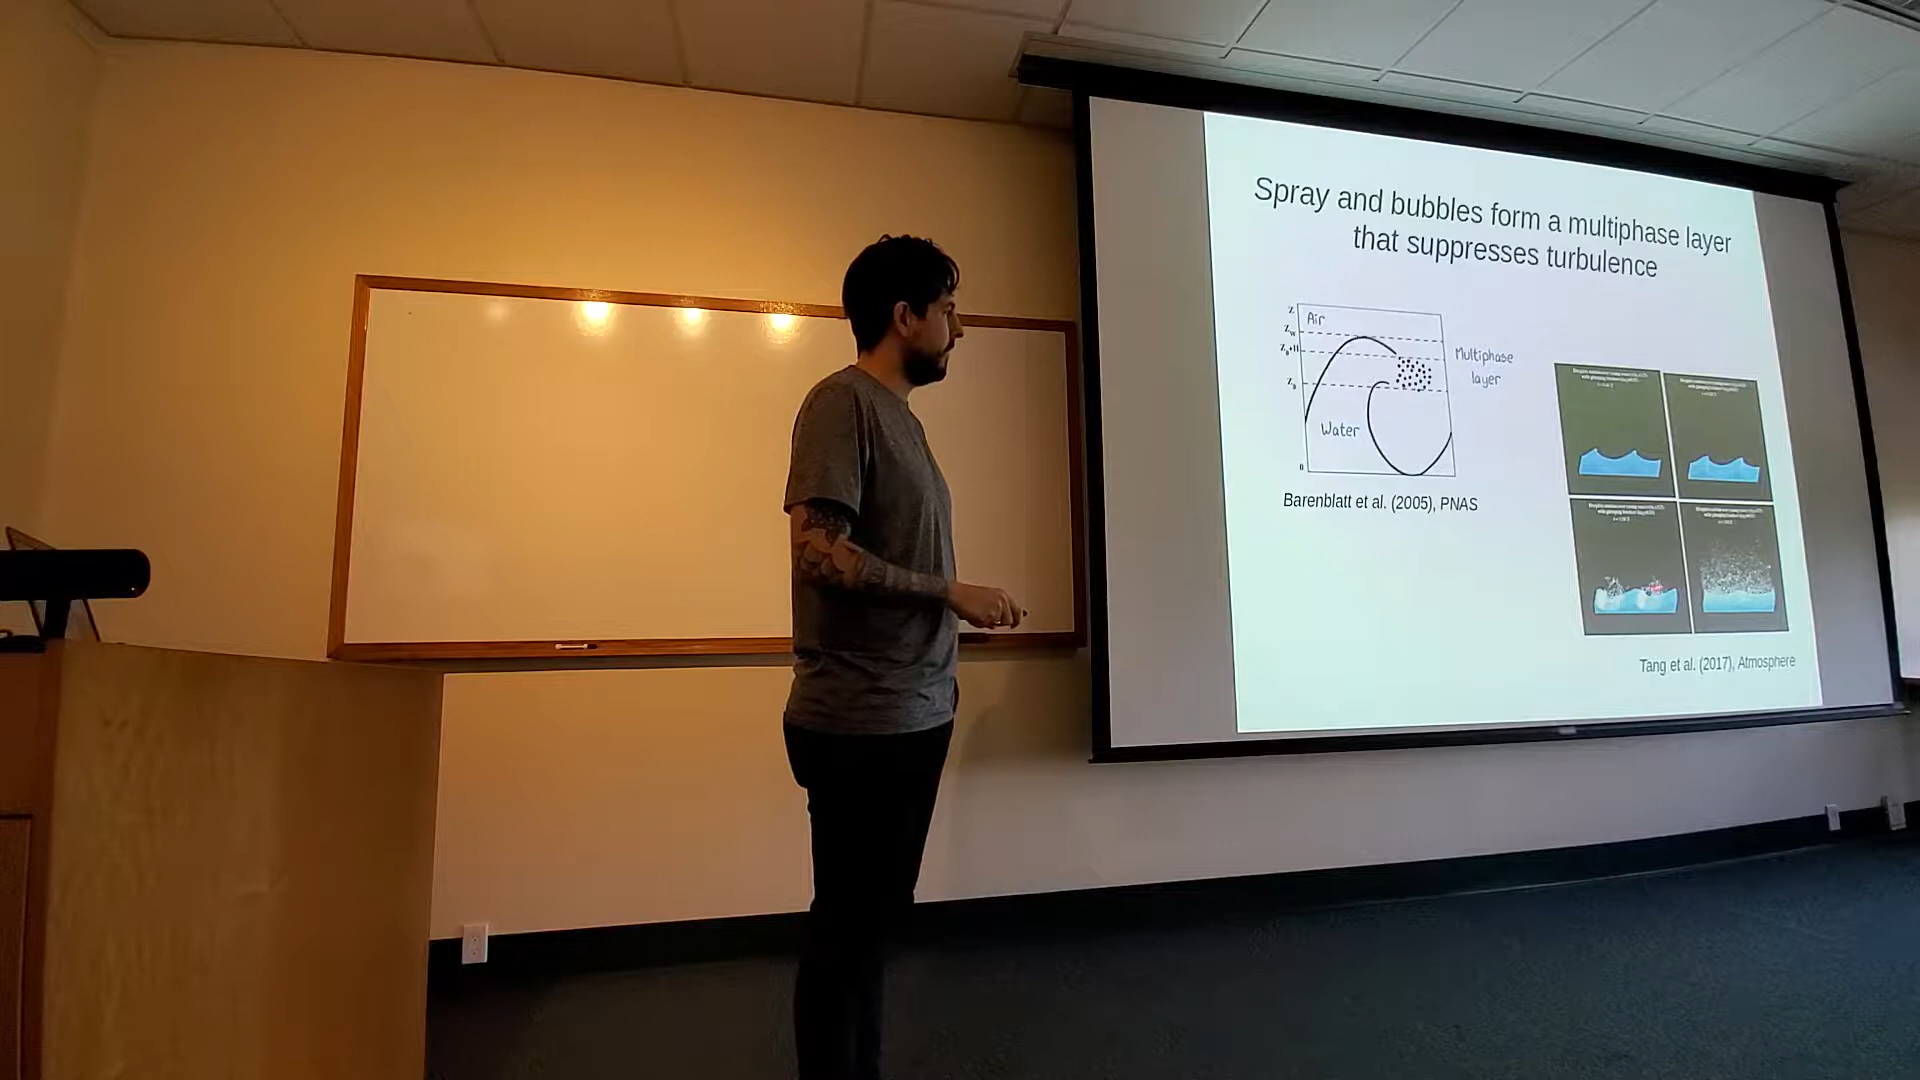 Spray and bubbles form a multiphase layer
that suppresses turbulence
Z
Air
Multiphase
layer
Water
0
Barenblatt et al. (2005), PNAS
Tang et al. (2017), Atmosphere